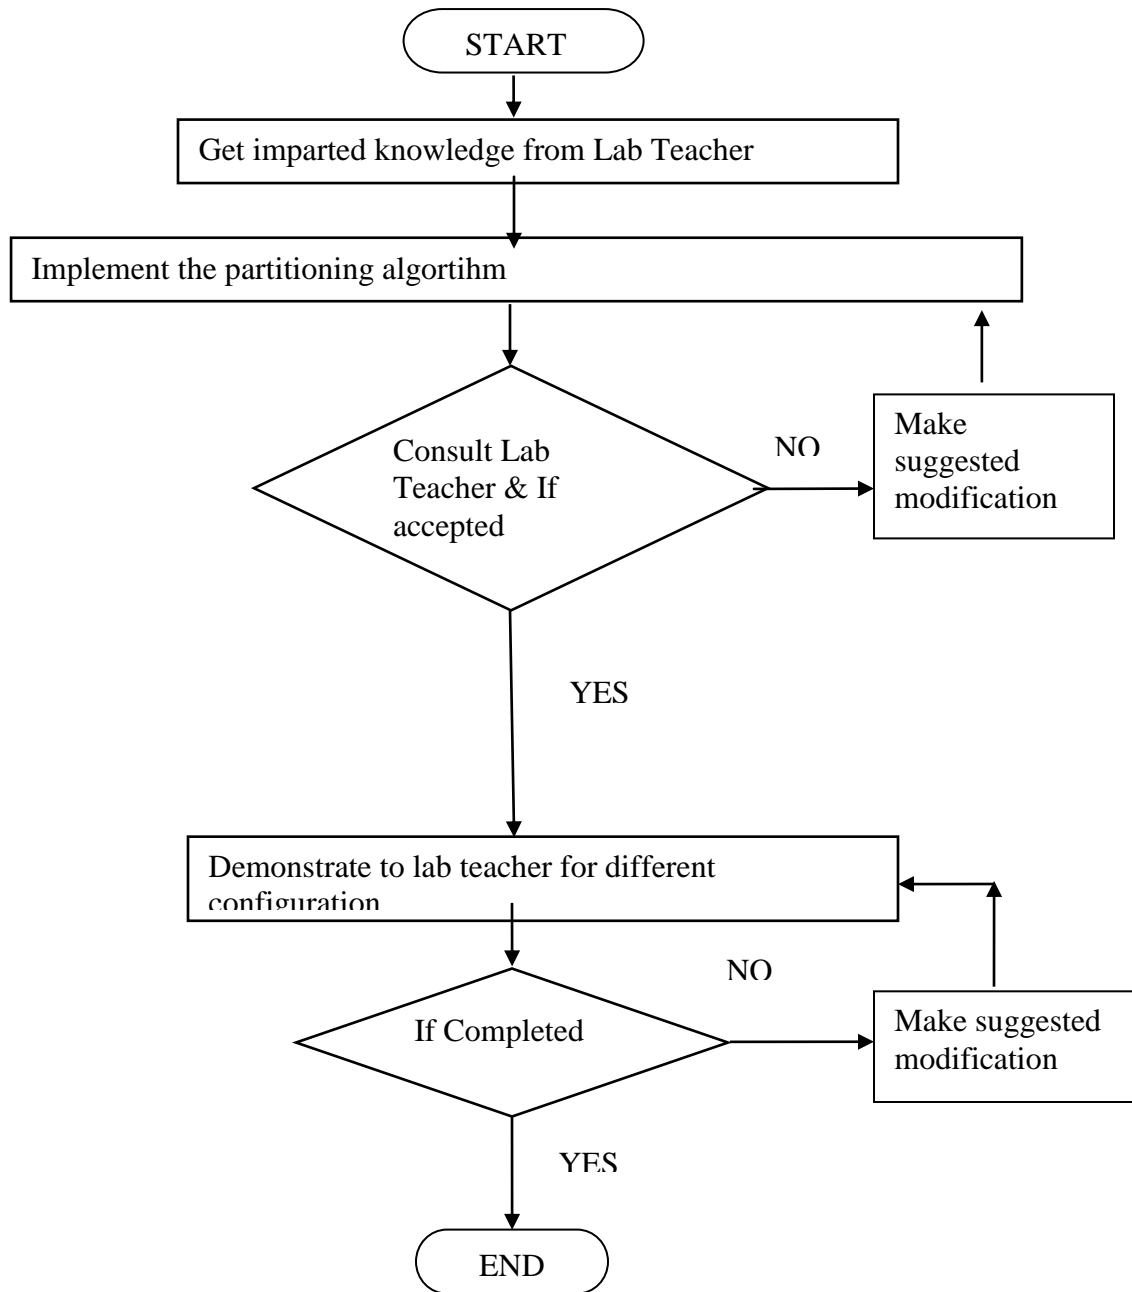 START
Get imparted knowledge from Lab Teacher
Implement the partitioning algortihm
Consult Lab
Teacher & If
accepted
NO
Make
suggested
modification
YES
Demonstrate to lab teacher for different
configuration
NO
If Completed
Make suggested
modification
YES
END